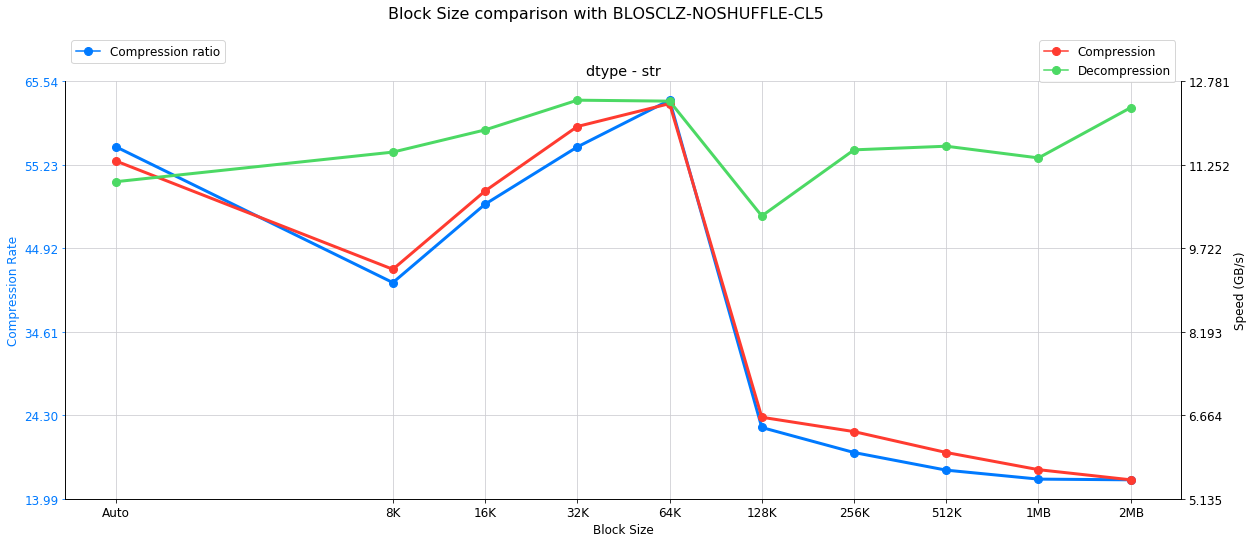 Block Size comparison with BLOSCLZ-NOSHUFFLE-CL5
Compression ratio
Compression
Decompression
dtype - str
65.54
55.23
44.92
34.61
24.30
13.99
Compression Rate
12.781
11.252
9.722
8.193
6.664
5.135
Speed (GB/s)
Auto 8K 16K 32K 64K 128K 256K 512K 1MB 2MB
Block Size